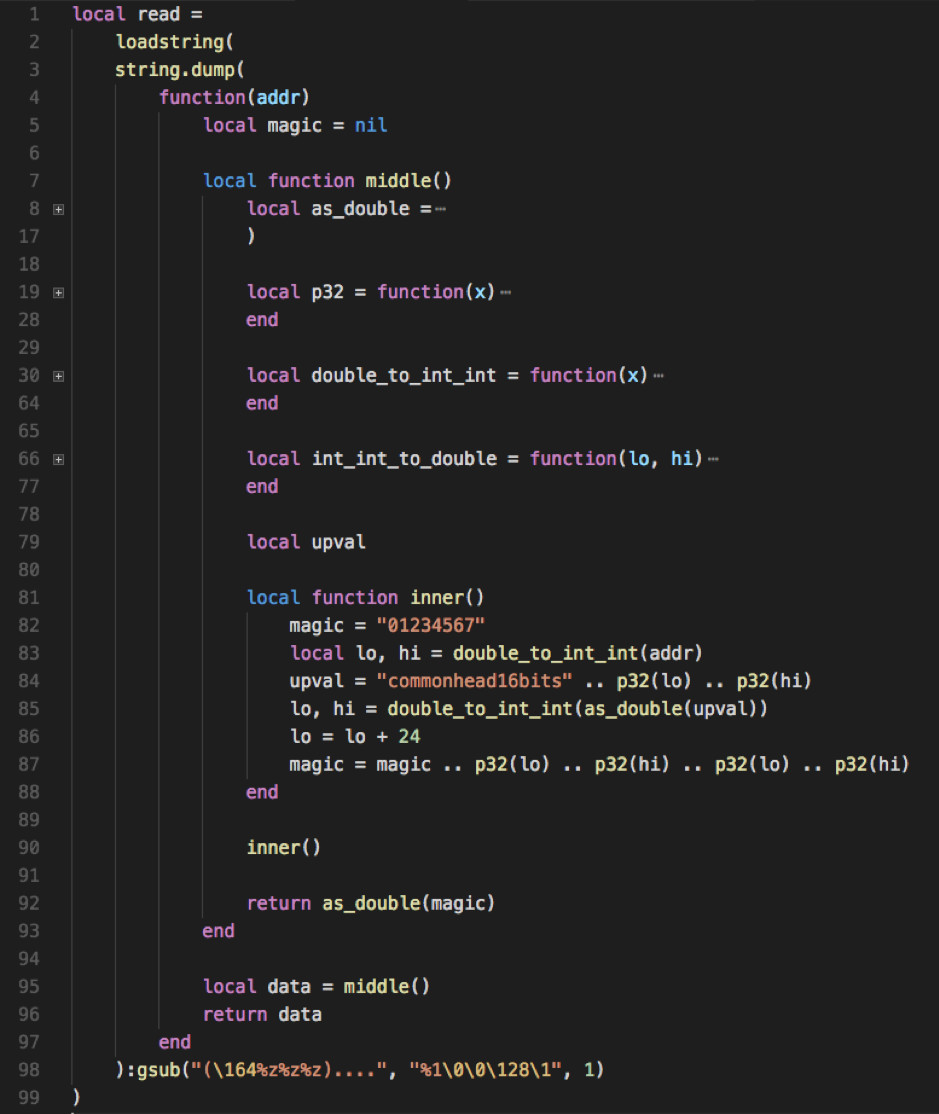 1 local read =
2 loadstring(
3 string.dump(
4 function(addr)
5 local magic = nil
6
7 local function middle()
8 local as_double =⋯
17 )
18
19 local p32 = function(x)⋯
28 end
29
30 local double_to_int_int = function(x)⋯
64 end
65
66 local int_int_to_double = function(lo, hi)⋯
77 end
78
79 local upval
80
81 local function inner()
82 magic = "01234567"
83 local lo, hi = double_to_int_int(addr)
84 upval = "commonhead16bits" .. p32(lo) .. p32(hi)
85 lo, hi = double_to_int_int(as_double(upval))
86 lo = lo + 24
87 magic = magic .. p32(lo) .. p32(hi) .. p32(lo) .. p32(hi)
88 end
89
90 inner()
91
92 return as_double(magic)
93 end
94
95 local data = middle()
96 return data
97 end
98 ):gsub("(\164%z%z%z)....", "%1\0\0\128\1", 1)
99 )